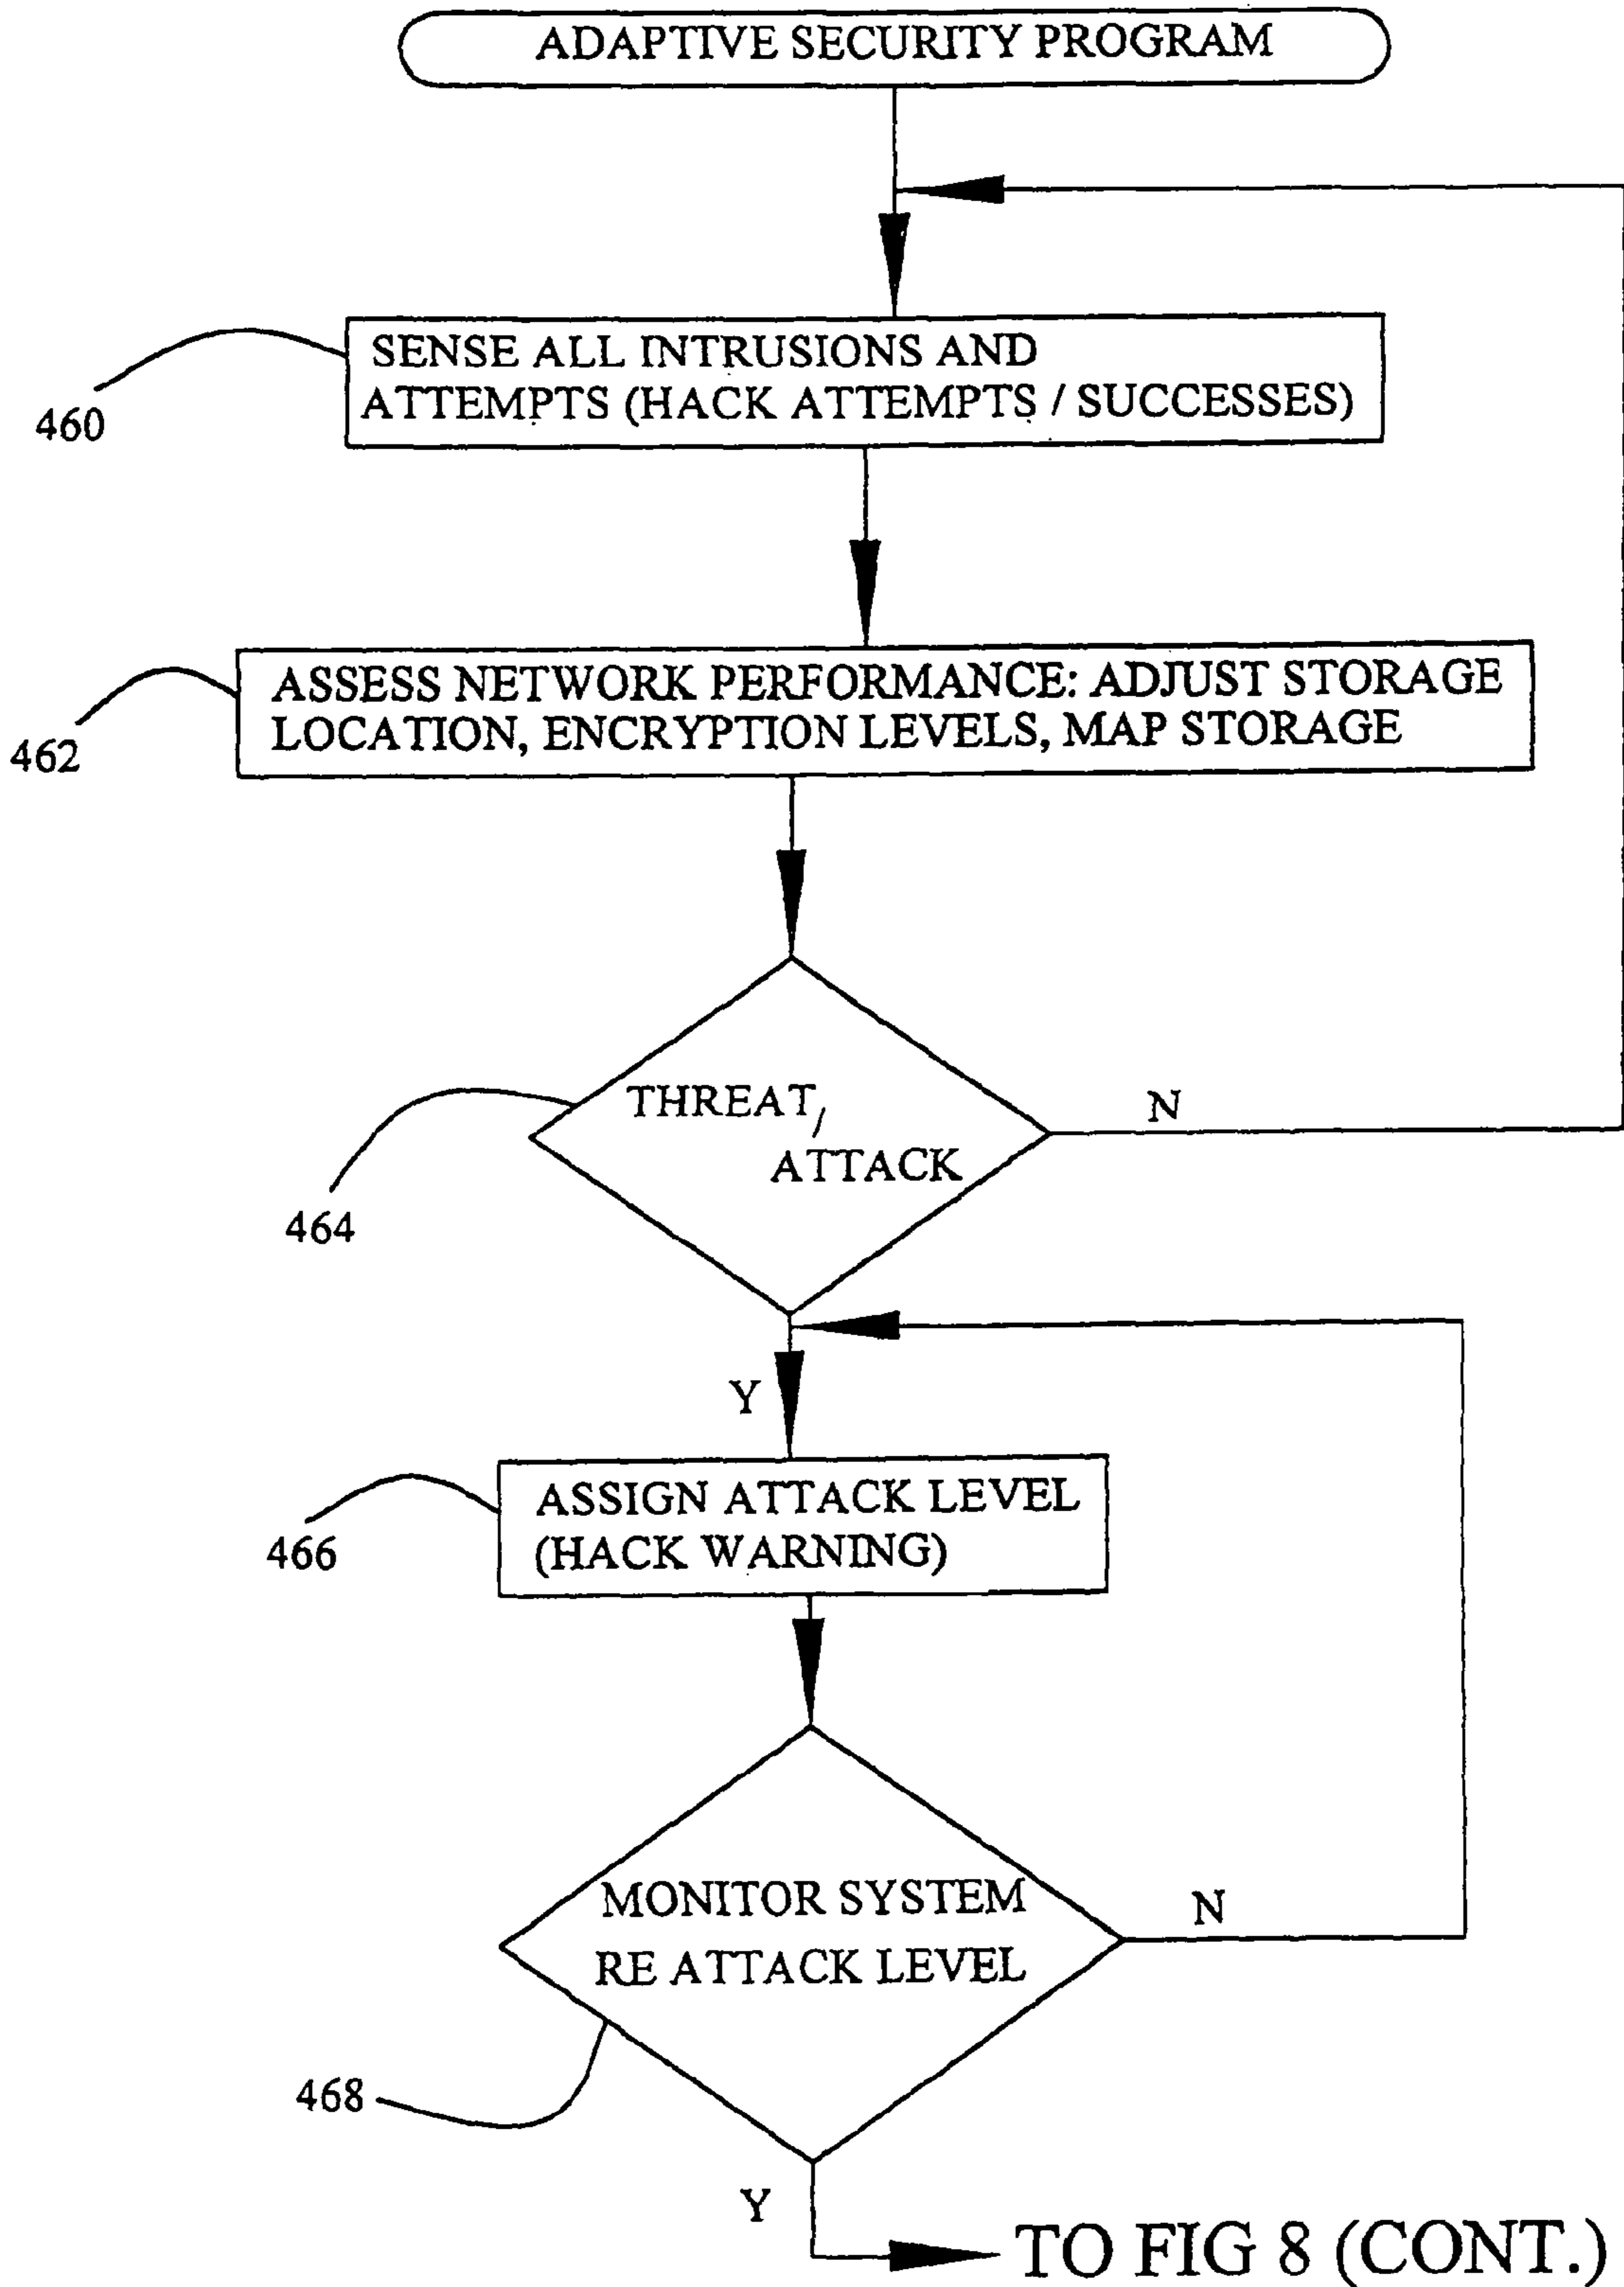 ADAPTIVE SECURITY PROGRAM
SENSE ALL INTRUSIONS AND
ATTEMPTS (HACK ATTEMPTS / SUCCESSES)
460
ASSESS NETWORK PERFORMANCE: ADJUST STORAGE
LOCATION, ENCRYPTION LEVELS, MAP STORAGE
462
THREAT/
ATTACK
N
464
Y
ASSIGN ATTACK LEVEL
(HACK WARNING)
466
MONITOR SYSTEM
RE ATTACK LEVEL
N
468
Y
TO FIG 8 (CONT.)